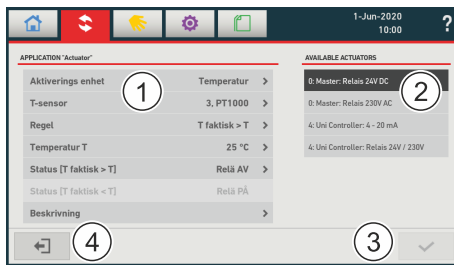 1-Jun-2020
10:00
?
APPLICATION "Actuator"
AVAILABLE ACTUATORS
Aktiverings enhet Temperatur >
T-sensor 3, PT1000 >
Regel T faktisk > T >
Temperatur T 25 °C >
Status [T faktisk > T] Relä AV >
Status [T faktisk < T] Relä PÅ
Beskrivning >
0: Master: Relais 24V DC
0: Master: Relais 230V AC
4: Uni Controller: 4 - 20 mA
4: Uni Controller: Relais 24V / 230V
1
2
4
3